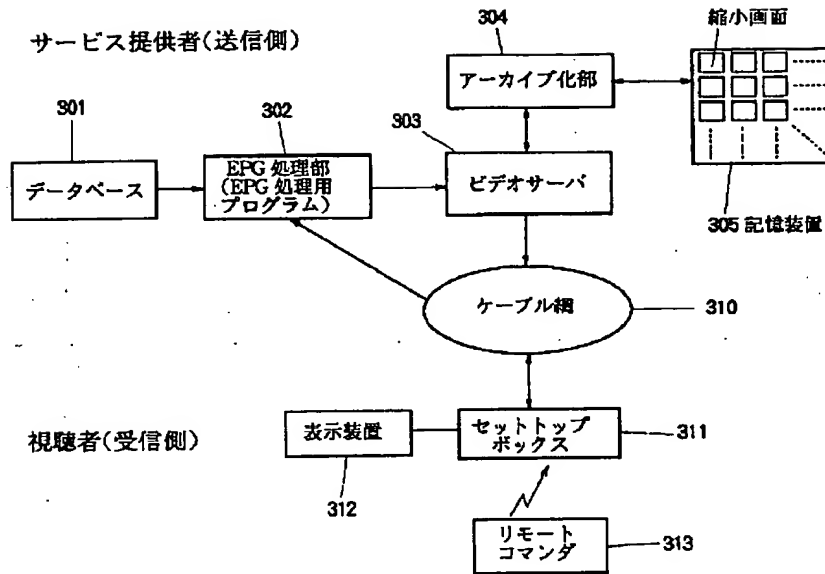 サービス提供者(送信側)
304
縮小画面
アーカイブ化部
301
302
303
データベース
EPG 処理部
(EPG 処理用
プログラム)
ビデオサーバ
305 記憶装置
ケーブル網
310
視聴者(受信側)
表示装置
セットトップ
ボックス
311
312
リモート
コマンダ
313